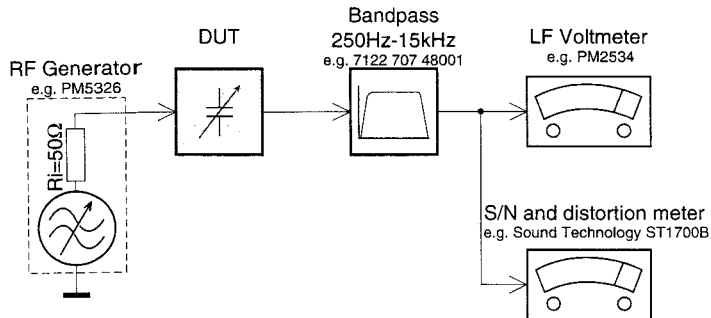 Bandpass
250Hz-15kHz
e.g. 7122 707 48001
DUT
LF Voltmeter
e.g. PM2534
RF Generator
e.g. PM5326
Ri=50Ω
S/N and distortion meter
e.g. Sound Technology ST1700B